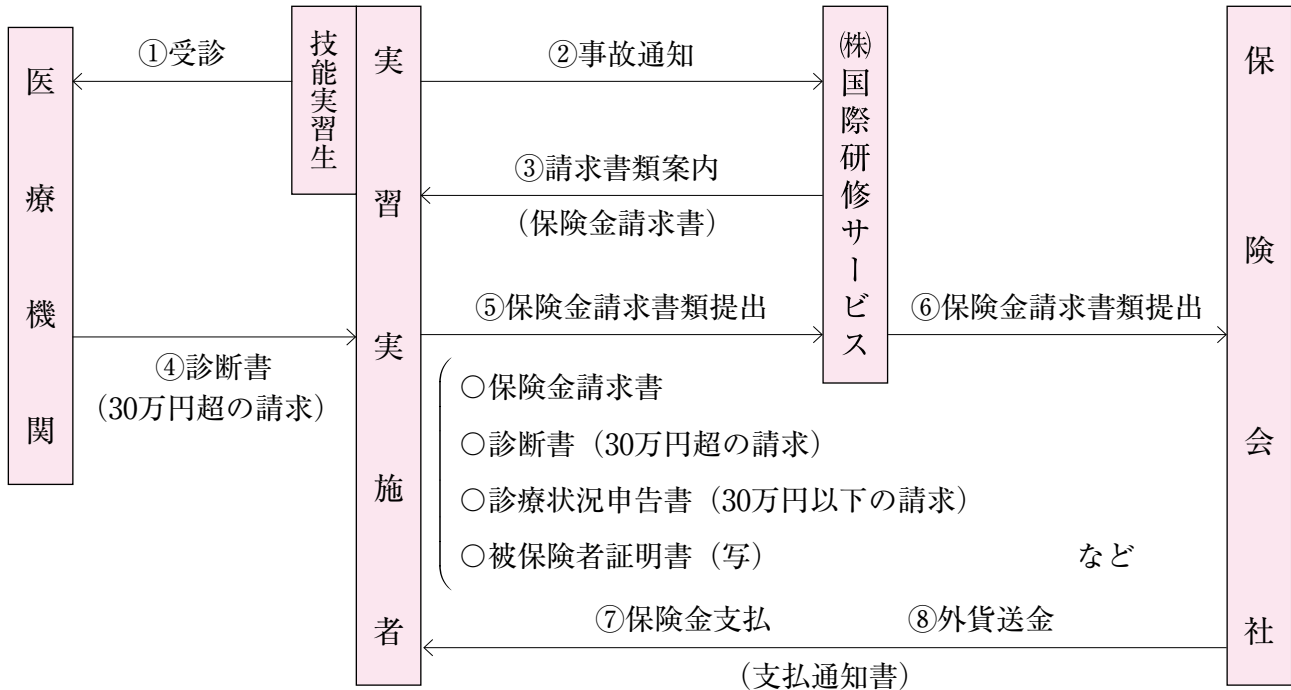 医療機関
①受診
技能実習生
実習実施者
②事故通知
㈱国際研修サービス
保険会社
③請求書類案内
（保険金請求書）
④診断書
（30万円超の請求）
⑤保険金請求書類提出
⑥保険金請求書類提出
○保険金請求書
○診断書（30万円超の請求）
○診療状況申告書（30万円以下の請求）
○被保険者証明書（写） など
⑦保険金支払 ⑧外貨送金
（支払通知書）